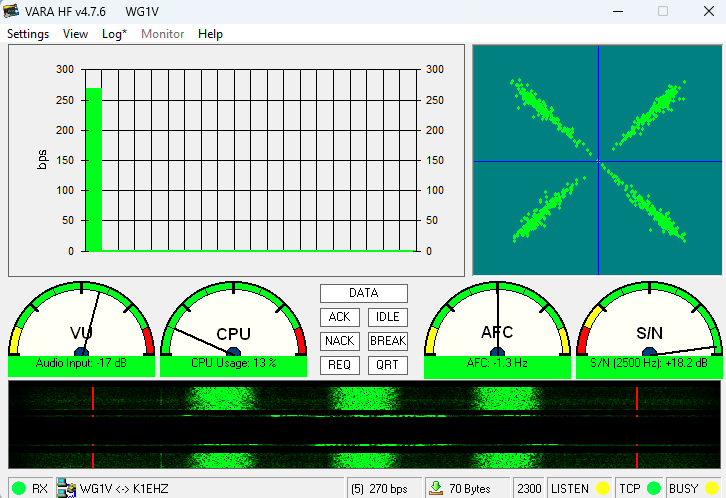 VARA HF v4.7.6 WG1V
Settings View Log* Monitor Help
300 300
250 250
200 200
150 150
100 100
50 50
0 0
bps
DATA
ACK IDLE
NACK BREAK
REQ QRT
VU
Audio Input: -17 dB
CPU
CPU Usage: 13 %
AFC
AFC: -1.3 Hz
S/N
S/N (2500 Hz): +18.2 dB
RX WG1V <-> K1EHZ (5) 270 bps 70 Bytes 2300 LISTEN TCP BUSY